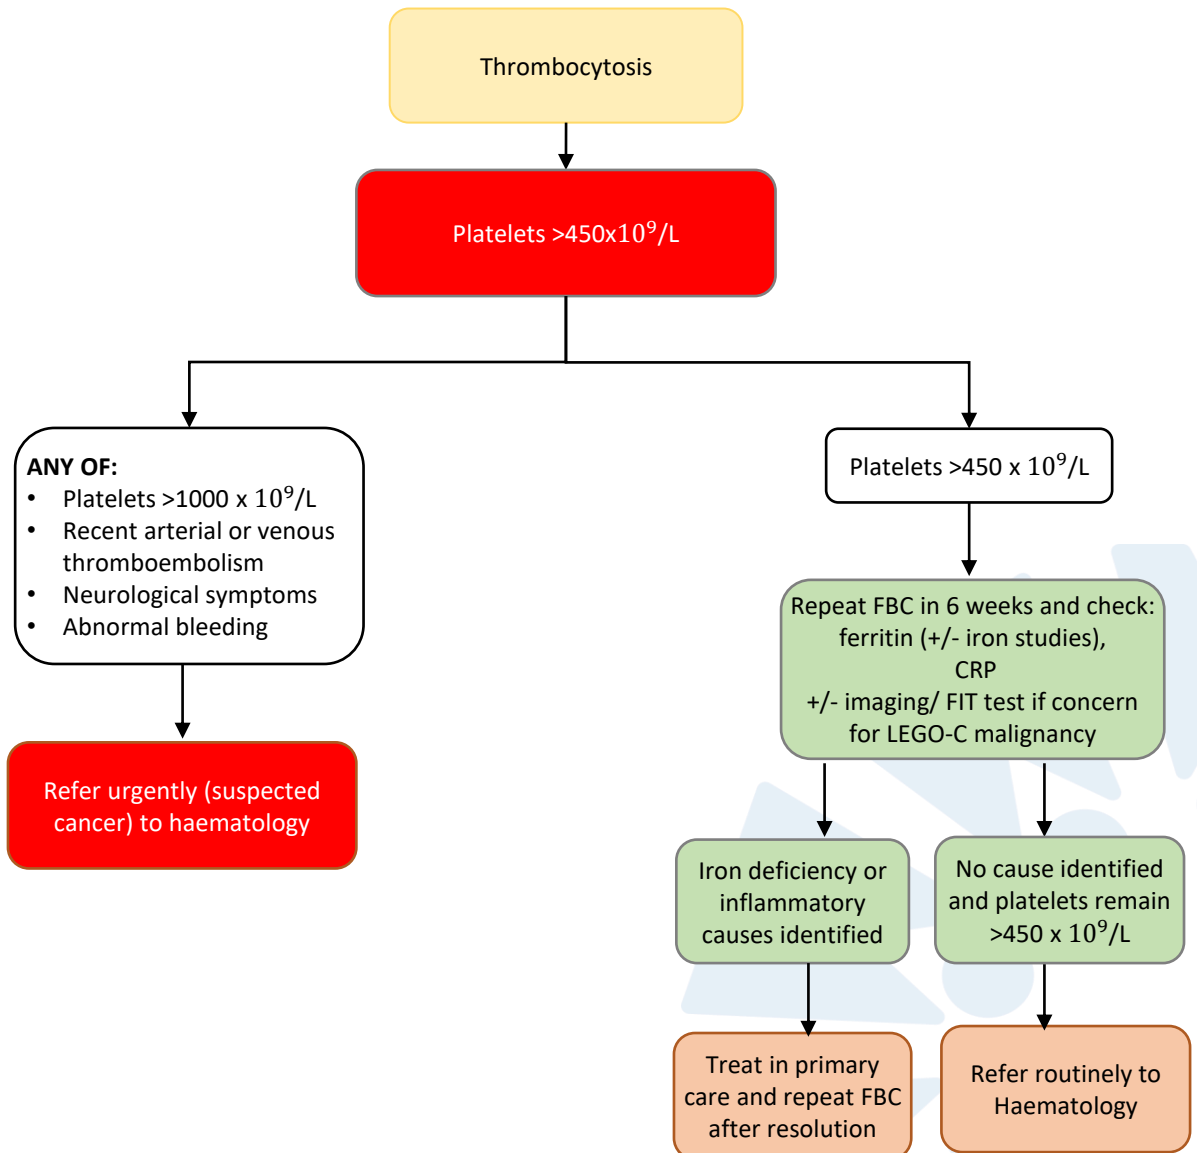 Thrombocytosis
Platelets >450x10⁹/L
ANY OF:
• Platelets >1000 x 10⁹/L
• Recent arterial or venous
thromboembolism
• Neurological symptoms
• Abnormal bleeding
Refer urgently (suspected
cancer) to haematology
Platelets >450 x 10⁹/L
Repeat FBC in 6 weeks and check:
ferritin (+/- iron studies),
CRP
+/- imaging/ FIT test if concern
for LEGO-C malignancy
Iron deficiency or
inflammatory
causes identified
No cause identified
and platelets remain
>450 x 10⁹/L
Treat in primary
care and repeat FBC
after resolution
Refer routinely to
Haematology